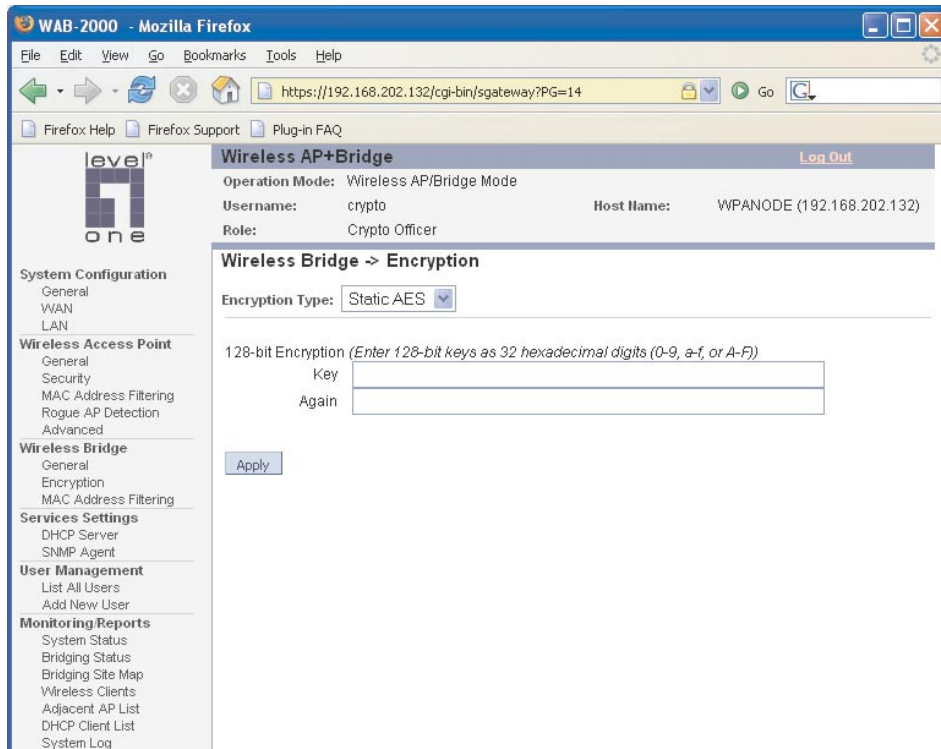 WAB-2000 - Mozilla Firefox
File Edit View Go Bookmarks Tools Help
https://192.168.202.132/cgi-bin/sgateway?PG=14 Go G
Firefox Help Firefox Support Plug-in FAQ
level®
one
Wireless AP+Bridge Log Out
Operation Mode: Wireless AP/Bridge Mode
Username: crypto Host Name: WPANODE (192.168.202.132)
Role: Crypto Officer
System Configuration
General
WAN
LAN
Wireless Access Point
General
Security
MAC Address Filtering
Rogue AP Detection
Advanced
Wireless Bridge
General
Encryption
MAC Address Filtering
Services Settings
DHCP Server
SNMP Agent
User Management
List All Users
Add New User
Monitoring/Reports
System Status
Bridging Status
Bridging Site Map
Wireless Clients
Adjacent AP List
DHCP Client List
System Log
Wireless Bridge -> Encryption
Encryption Type: Static AES
128-bit Encryption (Enter 128-bit keys as 32 hexadecimal digits (0-9, a-f, or A-F))
Key
Again
Apply